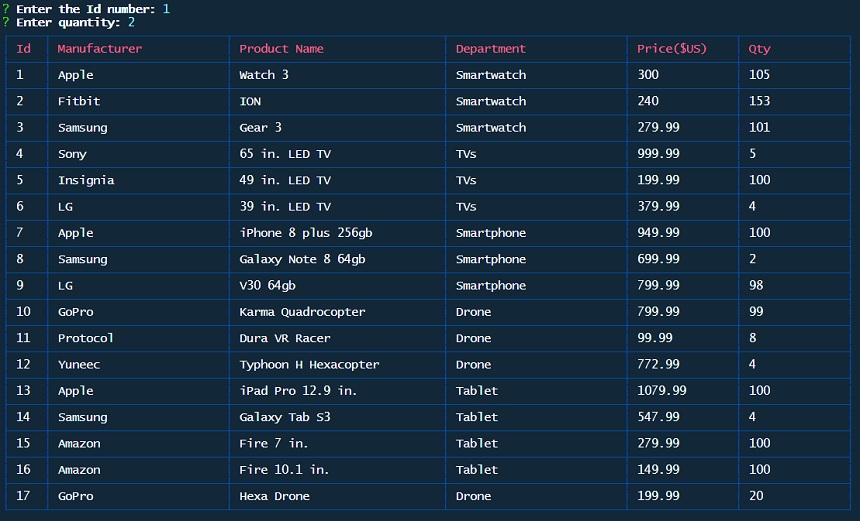 ? Enter the Id number: 1
? Enter quantity: 2
Id Manufacturer Product Name Department Price($US) Qty
1 Apple Watch 3 Smartwatch 300 105
2 Fitbit ION Smartwatch 240 153
3 Samsung Gear 3 Smartwatch 279.99 101
4 Sony 65 in. LED TV TVs 999.99 5
5 Insignia 49 in. LED TV TVs 199.99 100
6 LG 39 in. LED TV TVs 379.99 4
7 Apple iPhone 8 plus 256gb Smartphone 949.99 100
8 Samsung Galaxy Note 8 64gb Smartphone 699.99 2
9 LG V30 64gb Smartphone 799.99 98
10 GoPro Karma Quadrocopter Drone 799.99 99
11 Protocol Dura VR Racer Drone 99.99 8
12 Yuneec Typhoon H Hexacopter Drone 772.99 4
13 Apple iPad Pro 12.9 in. Tablet 1079.99 100
14 Samsung Galaxy Tab S3 Tablet 547.99 4
15 Amazon Fire 7 in. Tablet 279.99 100
16 Amazon Fire 10.1 in. Tablet 149.99 100
17 GoPro Hexa Drone Drone 199.99 20